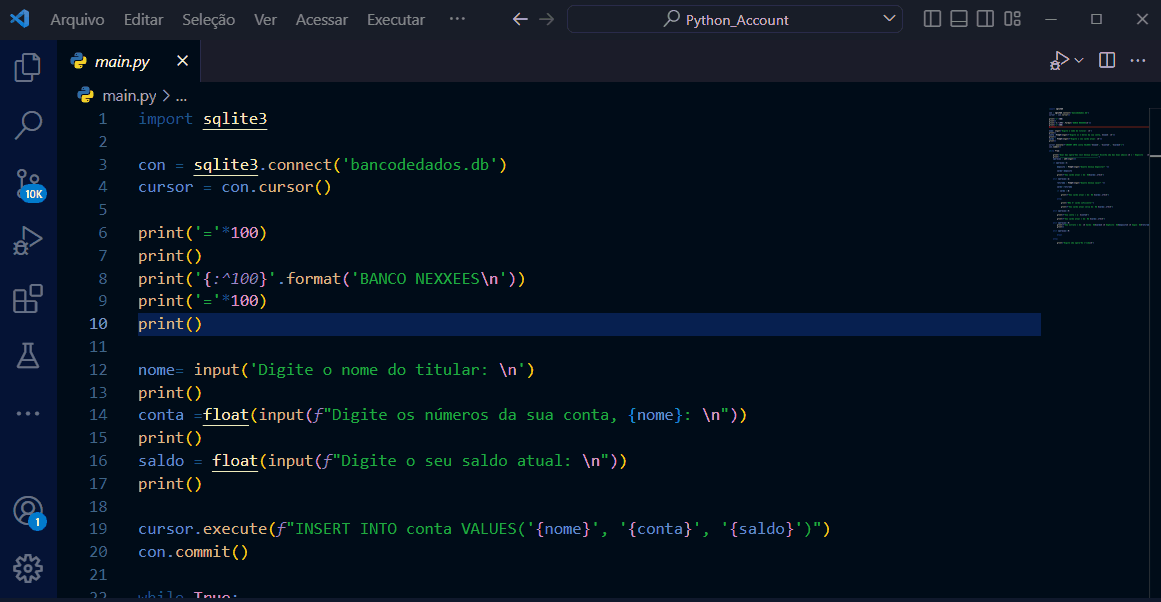 Arquivo Editar Seleção Ver Acessar Executar ··· Python_Account
main.py
main.py > ...
1 import sqlite3
2
3 con = sqlite3.connect('bancodedados.db')
4 cursor = con.cursor()
5
6 print('='*100)
7 print()
8 print('{:^100}'.format('BANCO NEXXEES\n'))
9 print('='*100)
10 print()
11
12 nome= input('Digite o nome do titular: \n')
13 print()
14 conta =float(input(f"Digite os números da sua conta, {nome}: \n"))
15 print()
16 saldo = float(input(f"Digite o seu saldo atual: \n"))
17 print()
18
19 cursor.execute(f"INSERT INTO conta VALUES('{nome}', '{conta}', '{saldo}')")
20 con.commit()
21
22 while True:
10K
1